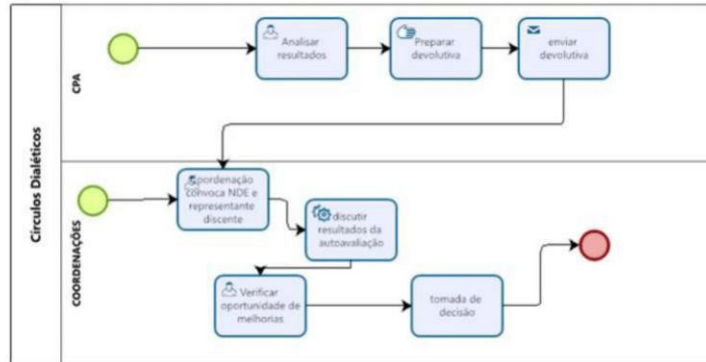 Círculos Dialéticos
CPA
Analisar
resultados
Preparar
devolutiva
enviar
devolutiva
COORDENAÇÕES
oordenação
convoca NDE e
representante
discente
discutir
resultados da
autoavaliação
Verificar
oportunidade de
melhorias
tomada de
decisão